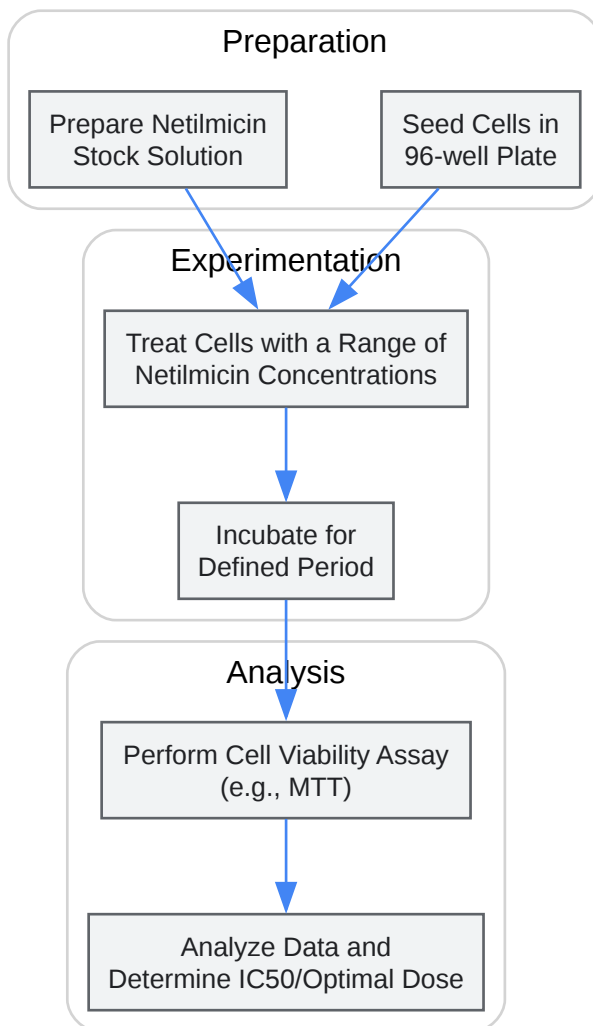 Preparation
Prepare Netilmicin
Stock Solution
Seed Cells in
96-well Plate
Experimentation
Treat Cells with a Range of
Netilmicin Concentrations
Incubate for
Defined Period
Analysis
Perform Cell Viability Assay
(e.g., MTT)
Analyze Data and
Determine IC50/Optimal Dose